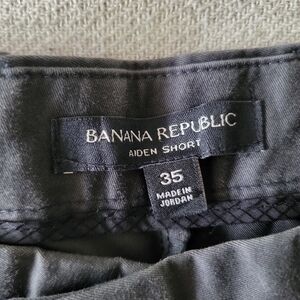 BANANA REPUBLIC
AIDEN SHORT
35
MADE IN
JORDAN